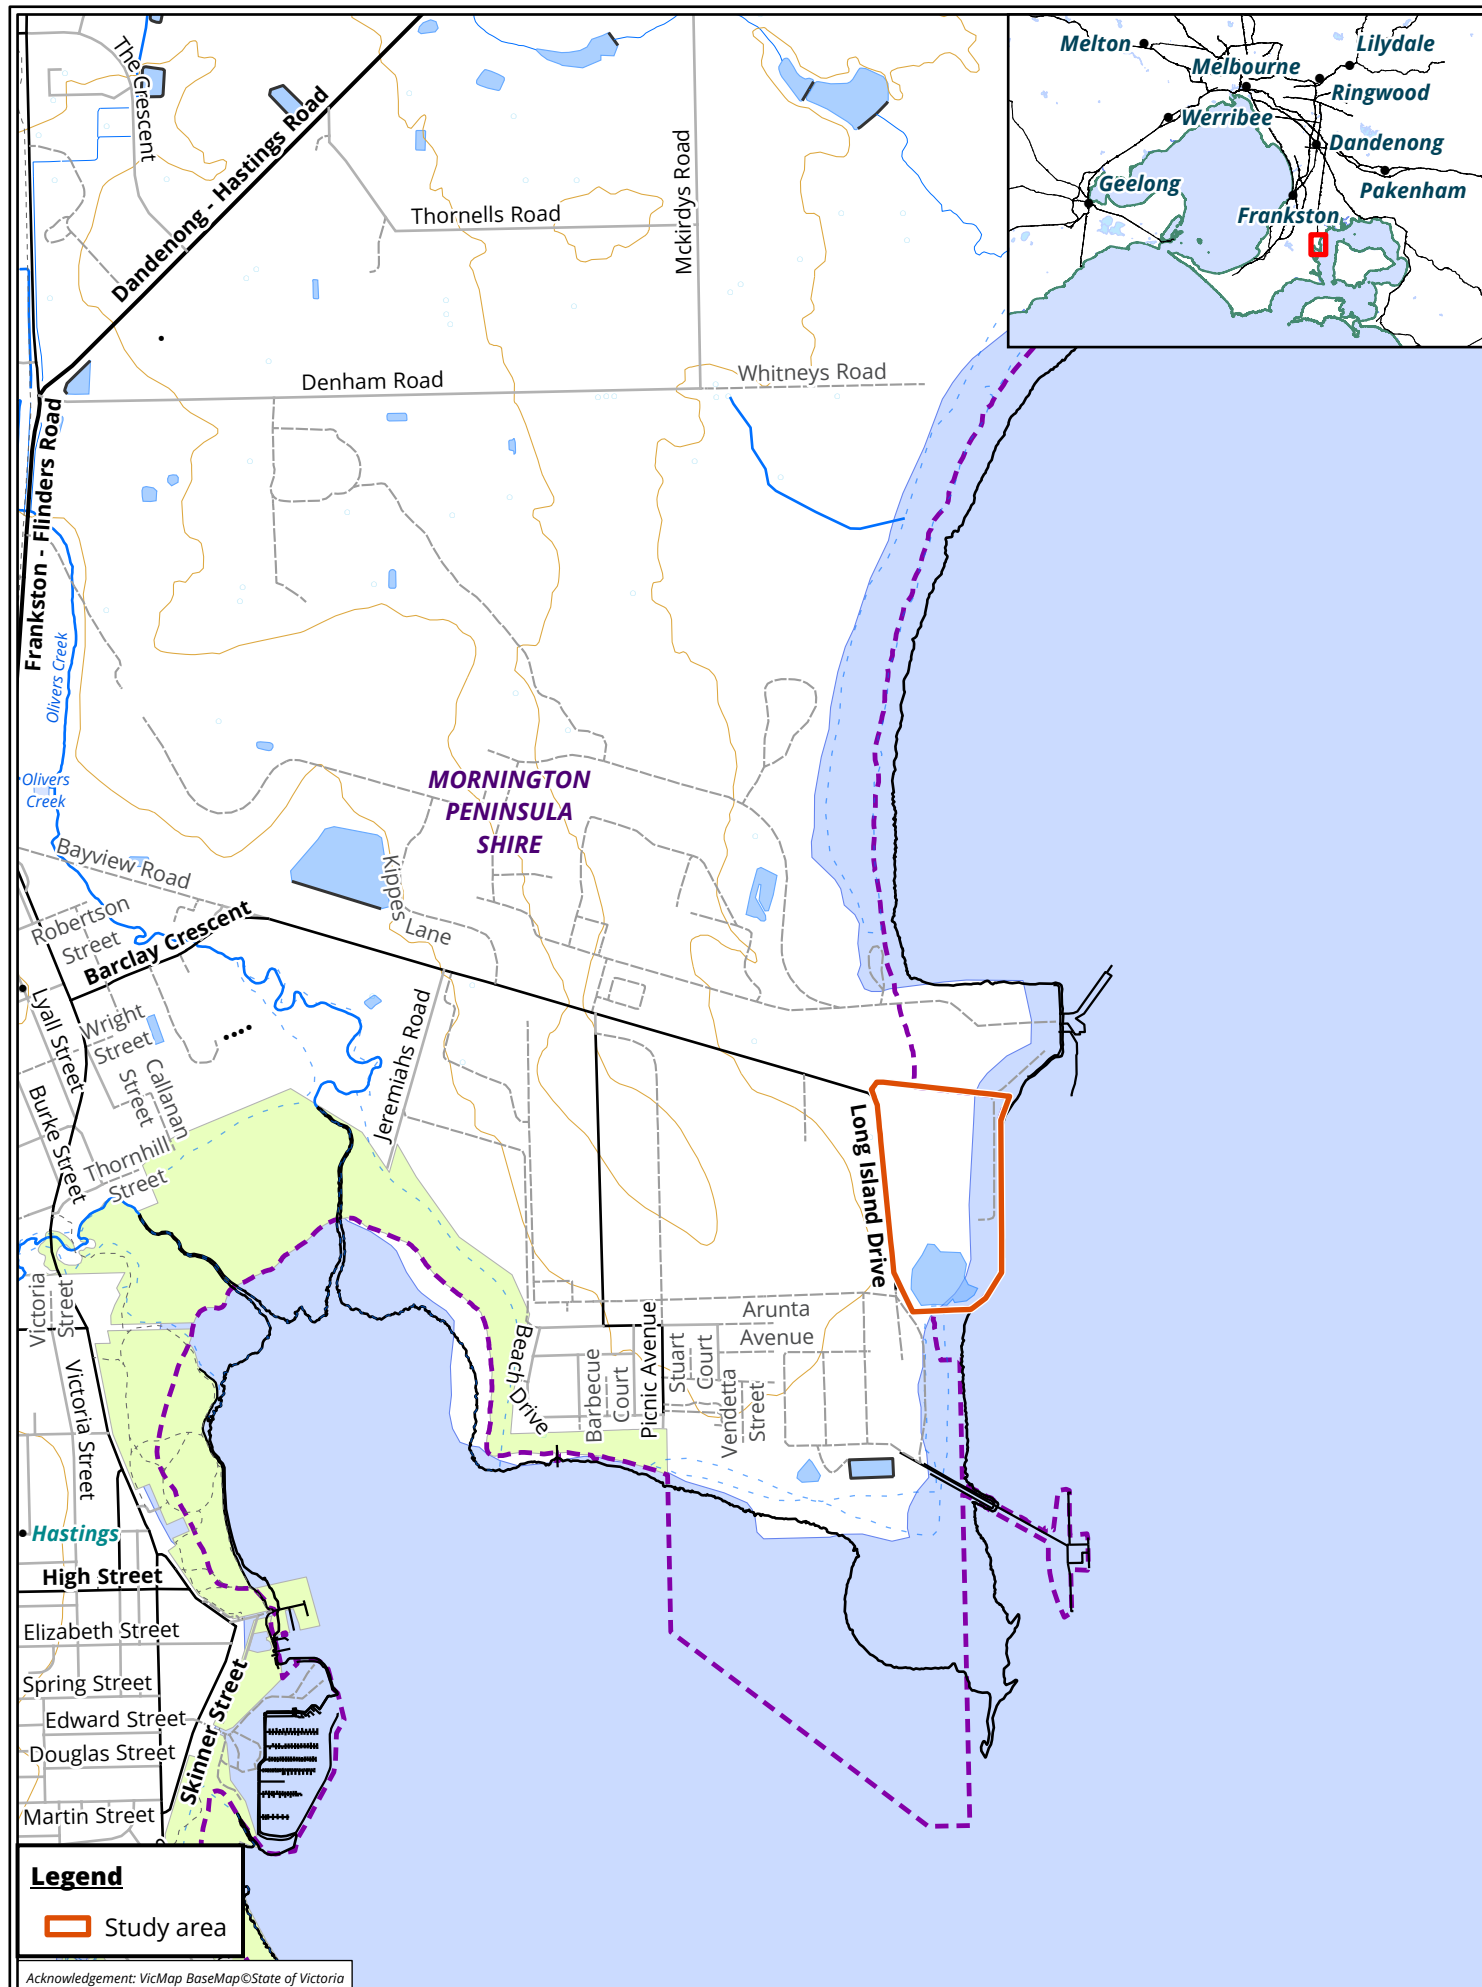 The Crescent
Dandenong - Hastings Road
Thornells Road
Mckirdys Road
Melton
Lilydale
Melbourne
Ringwood
Werribee
Dandenong
Geelong
Pakenham
Frankston
Denham Road
Whitneys Road
Frankston - Flinders Road
Olivers Creek
Olivers
Creek
MORNINGTON
PENINSULA
SHIRE
Bayview Road
Kippes
Lane
Robertson
Street
Barclay Crescent
Lyall Street
Wright
Street
Callanan
Street
Jeremiahs Road
Burke Street
Thornhill
Street
Long Island Drive
Victoria
Street
Victoria Street
Arunta
Avenue
Beach Drive
Barbecue
Court
Picnic Avenue
Stuart
Court
Vendetta
Street
Hastings
High Street
Elizabeth Street
Spring Street
Edward Street
Douglas Street
Skinner Street
Martin Street
Legend
Study area
Acknowledgement: VicMap BaseMap©State of Victoria